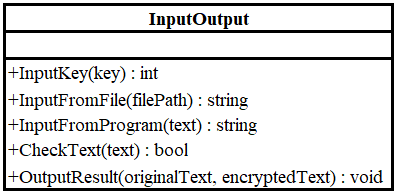 InputOutput
+InputKey(key) : int
+InputFromFile(filePath) : string
+InputFromProgram(text) : string
+CheckText(text) : bool
+OutputResult(originalText, encryptedText) : void